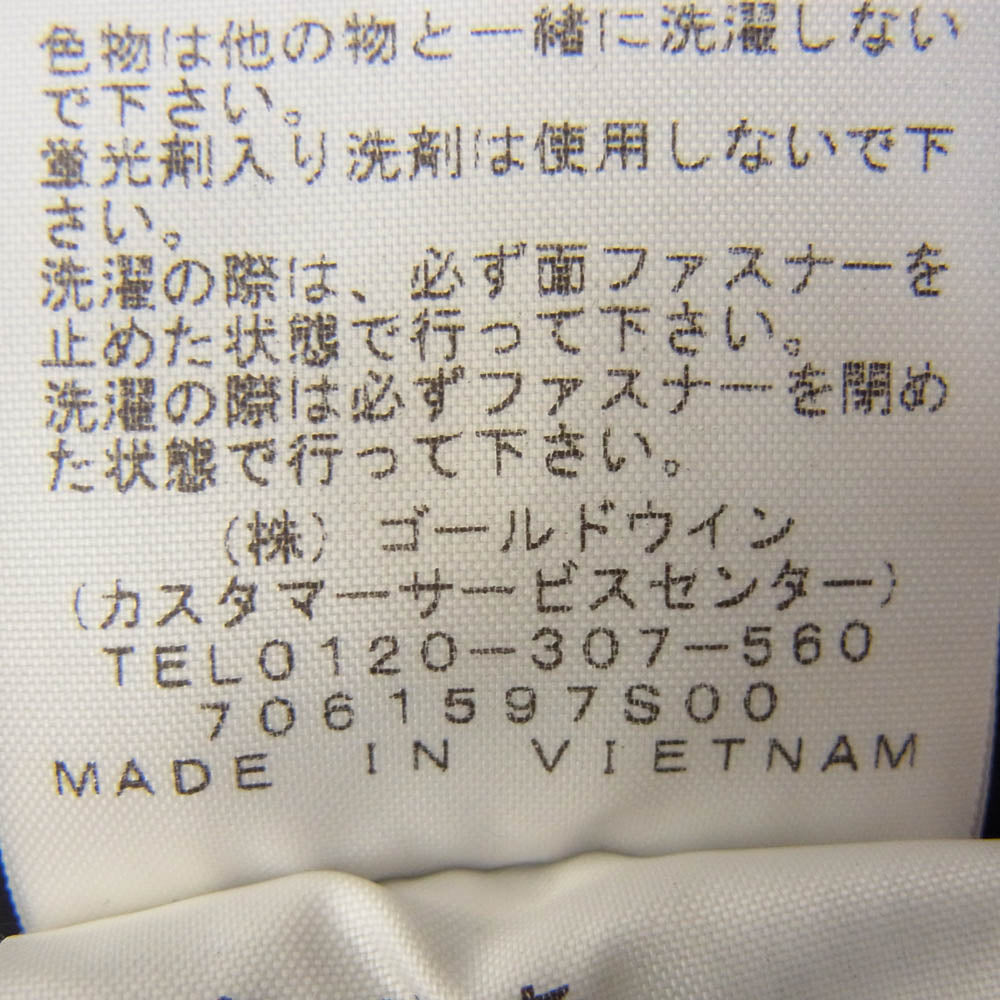 色物は他の物と一緒に洗濯しない
で下さい。
蛍光剤入り洗剤は使用しないで下
さい。
洗濯の際は、必ず面ファスナーを
止めた状態で行って下さい。
洗濯の際は必ずファスナーを閉め
た状態で行って下さい。
(株) ゴールドウイン
(カスタマーサービスセンター)
TEL0120-307-560
7061597S00
MADE IN VIETNAM